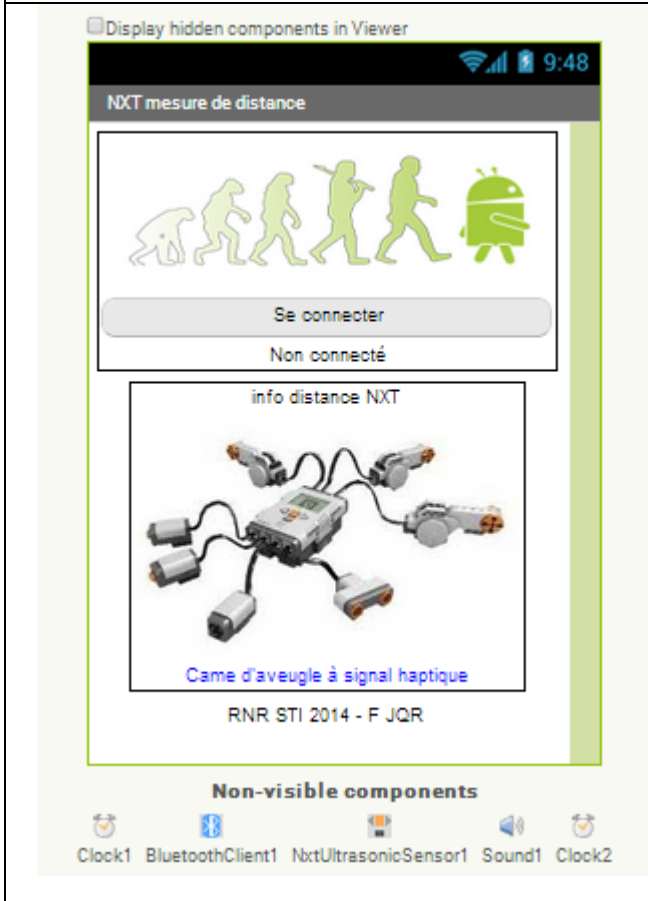 Display hidden components in Viewer
9:48
NXT mesure de distance
Se connecter
Non connecté
info distance NXT
Came d'aveugle à signal haptique
RNR STI 2014 - F JQR
Non-visible components
Clock1 BluetoothClient1 NxtUltrasonicSensor1 Sound1 Clock2